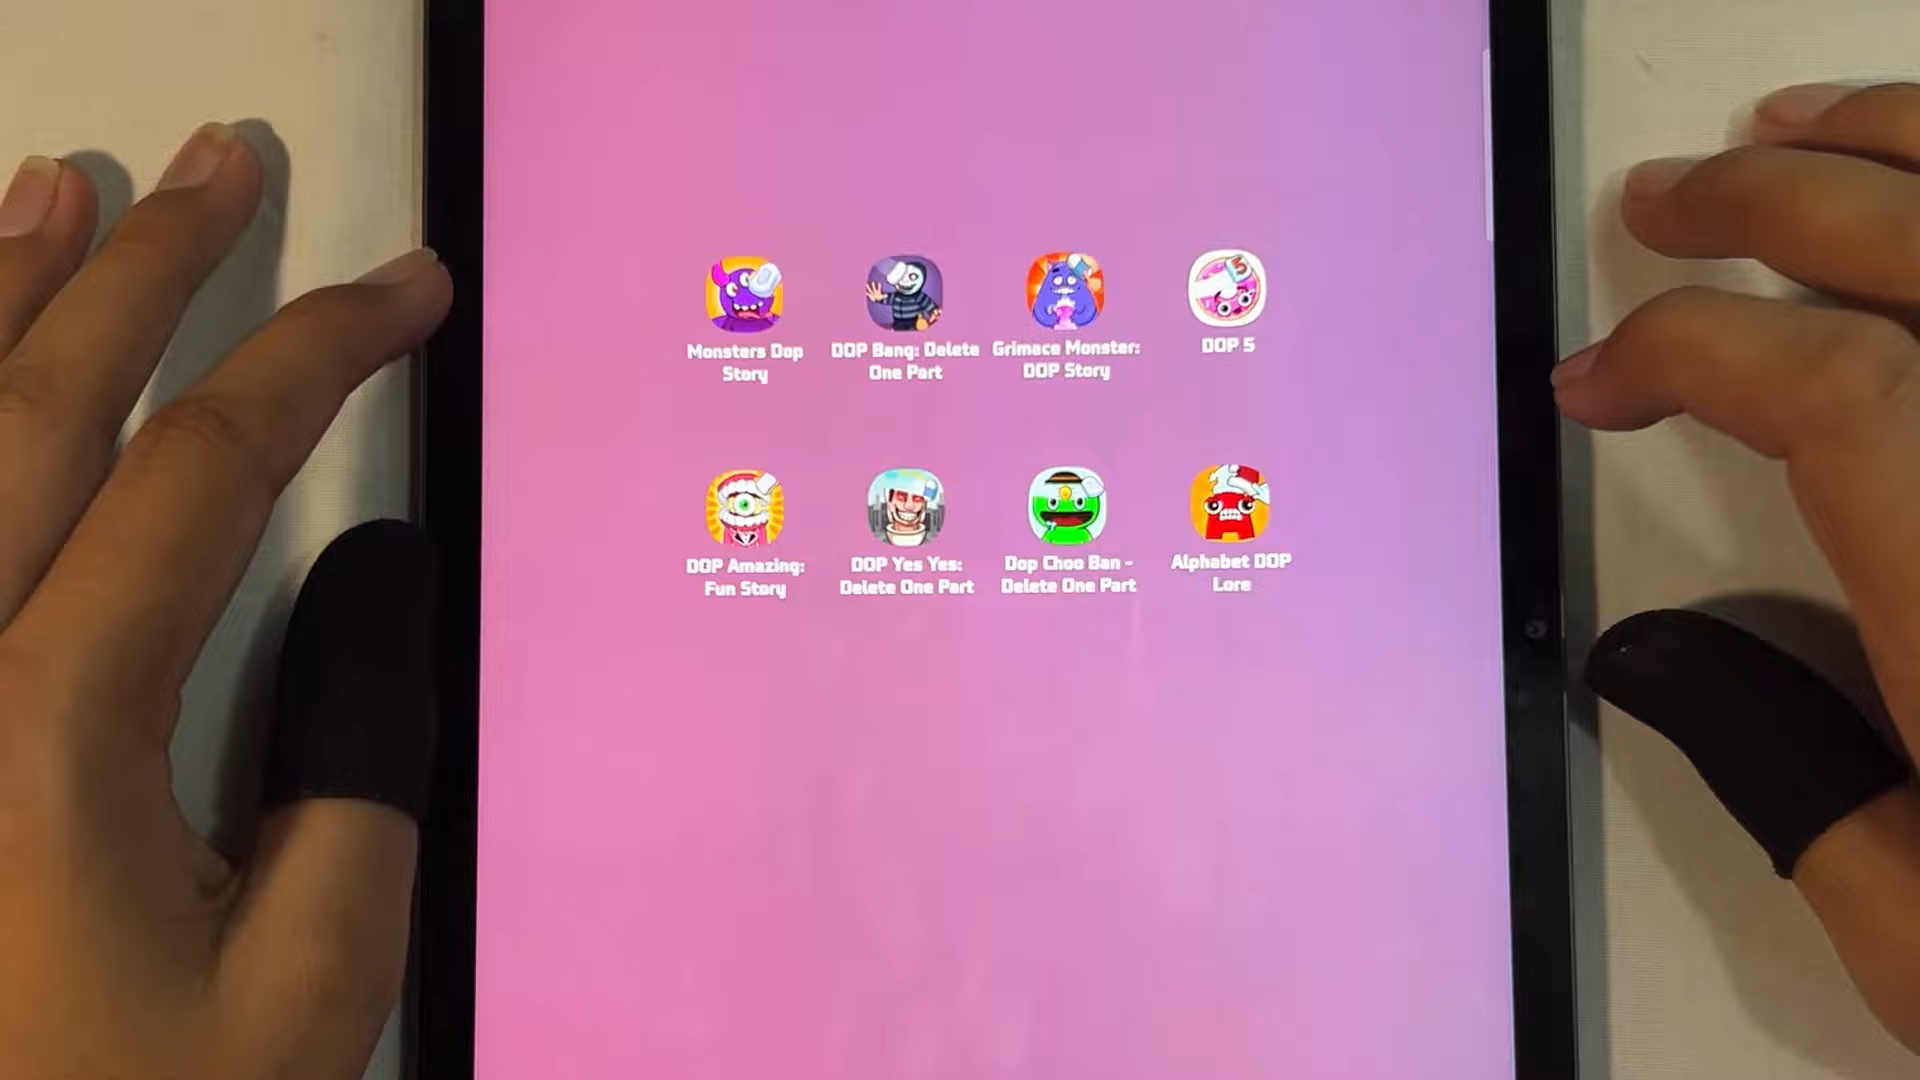 Monsters Dop
Story
DOP Bang: Delete
One Part
Grimace Monster:
DOP Story
5
DOP 5
DOP Amazing:
Fun Story
DOP Yes Yes:
Delete One Part
Dop Choo Ban -
Delete One Part
Alphabet DOP
Lore